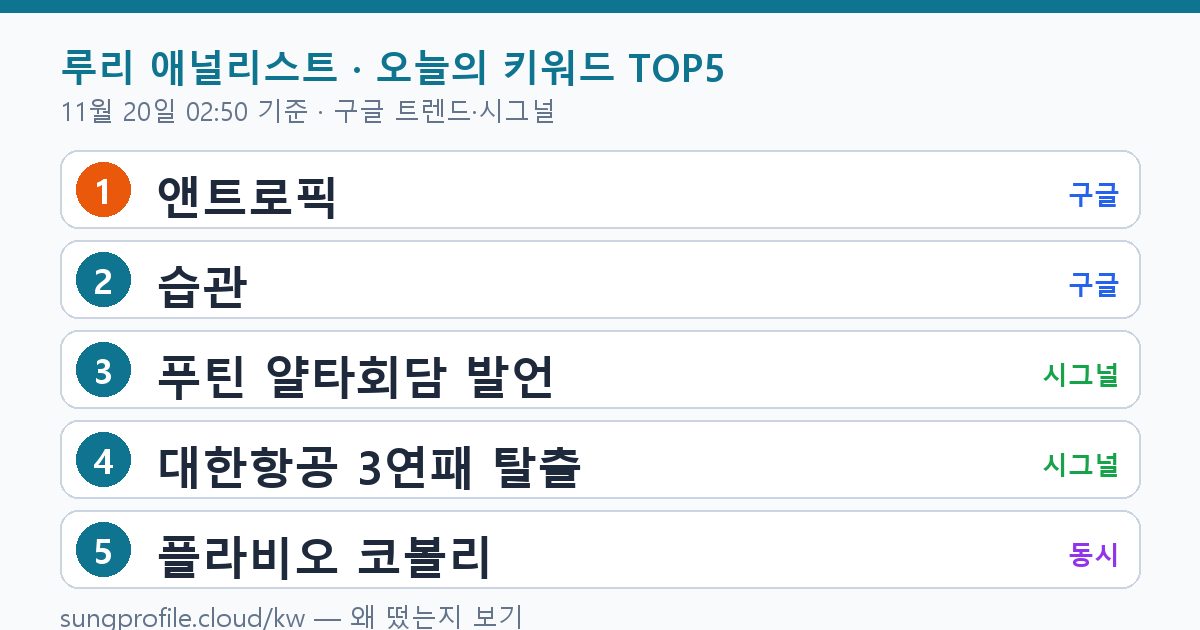 루리 애널리스트 · 오늘의 키워드 TOP5
11월 20일 02:50 기준 · 구글 트렌드·시그널
1 앤트로픽 구글
2 습관 구글
3 푸틴 얄타회담 발언 시그널
4 대한항공 3연패 탈출 시그널
5 플라비오 코볼리 동시
sungprofile.cloud/kw — 왜 떴는지 보기